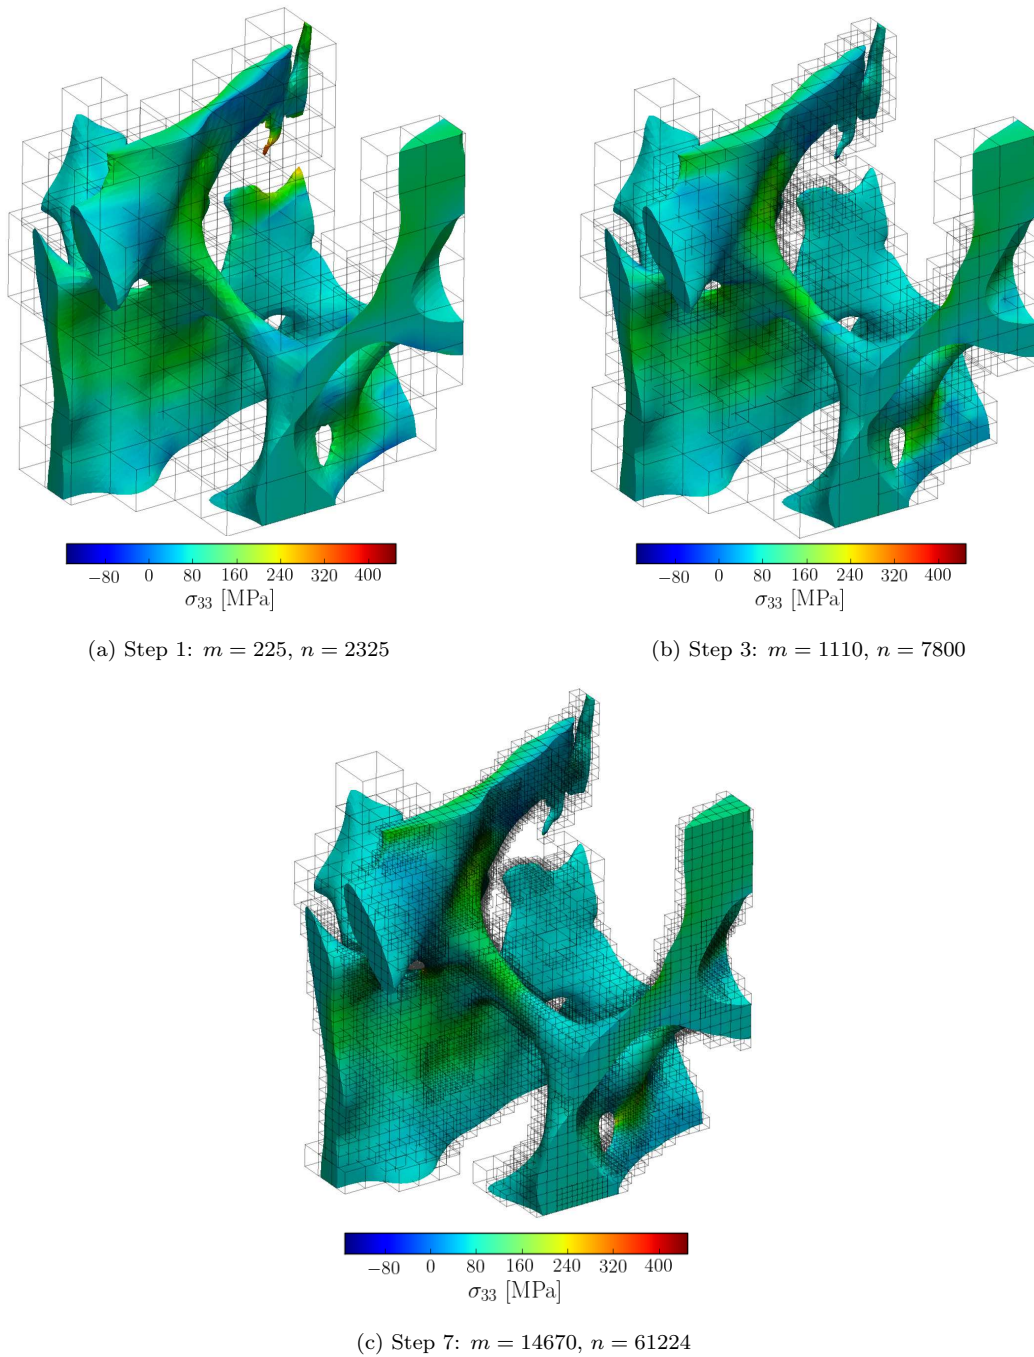 −80 0 80 160 240 320 400
σ₃₃ [MPa]
(a) Step 1: m = 225, n = 2325
−80 0 80 160 240 320 400
σ₃₃ [MPa]
(b) Step 3: m = 1110, n = 7800
−80 0 80 160 240 320 400
σ₃₃ [MPa]
(c) Step 7: m = 14670, n = 61224